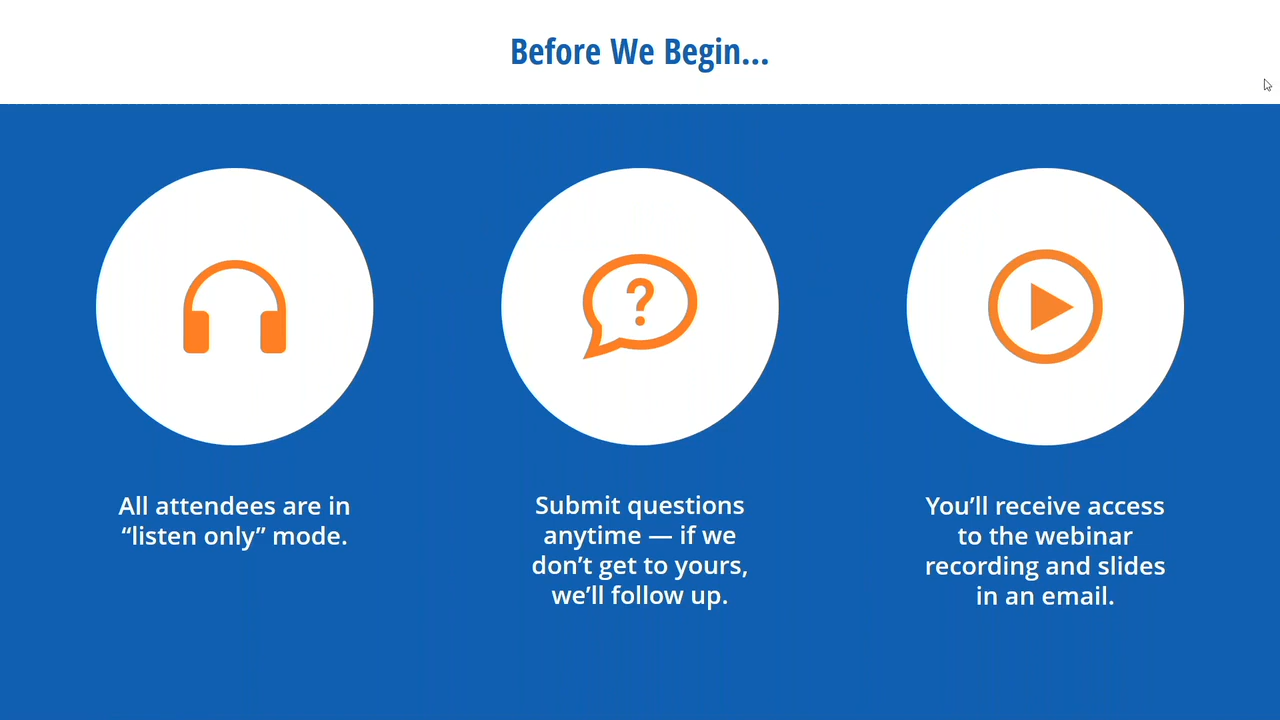 Before We Begin...
All attendees are in
“listen only” mode.
Submit questions
anytime — if we
don’t get to yours,
we’ll follow up.
You’ll receive access
to the webinar
recording and slides
in an email.